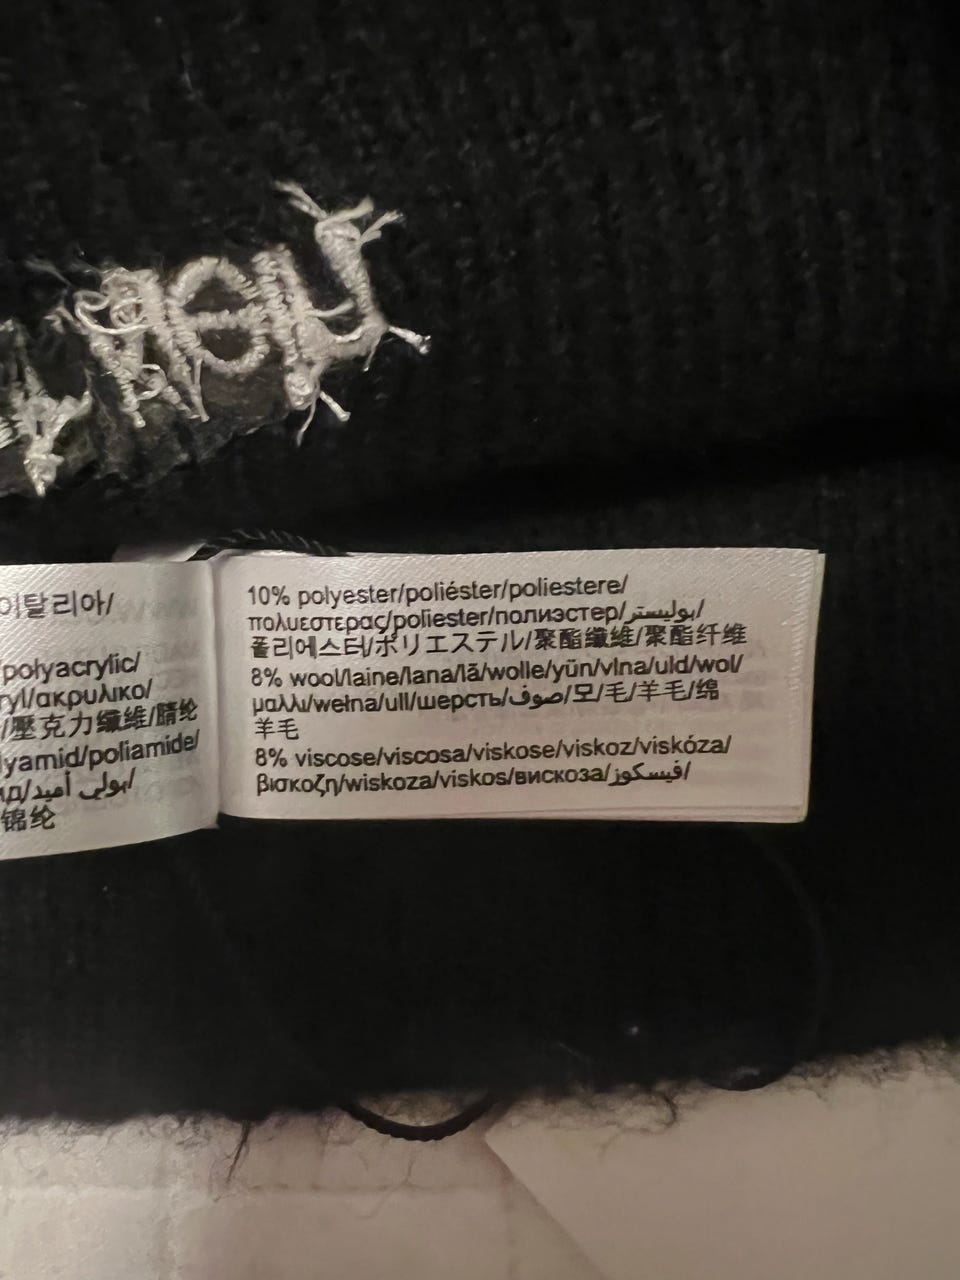 이탈리아/
polyacrylic/
ryl/ακρυλικο/
/壓克力纖維/腈纶
yamid/poliamide/
/بولي أميد/
锦纶
10% polyester/poliéster/poliestere/
πολυεστερας/poliester/полиэстер/بوليستر/
폴리에스터/ポリエステル/聚酯纖維/聚酯纤维
8% wool/laine/lana/lã/wolle/yün/vlna/uld/wol/
μαλλι/wełna/ull/шерсть/صوف/모/毛/羊毛/绵
羊毛
8% viscose/viscosa/viskose/viskoz/viskóza/
βισκοζη/wiskoza/viskos/вискоза/فيسكوز/